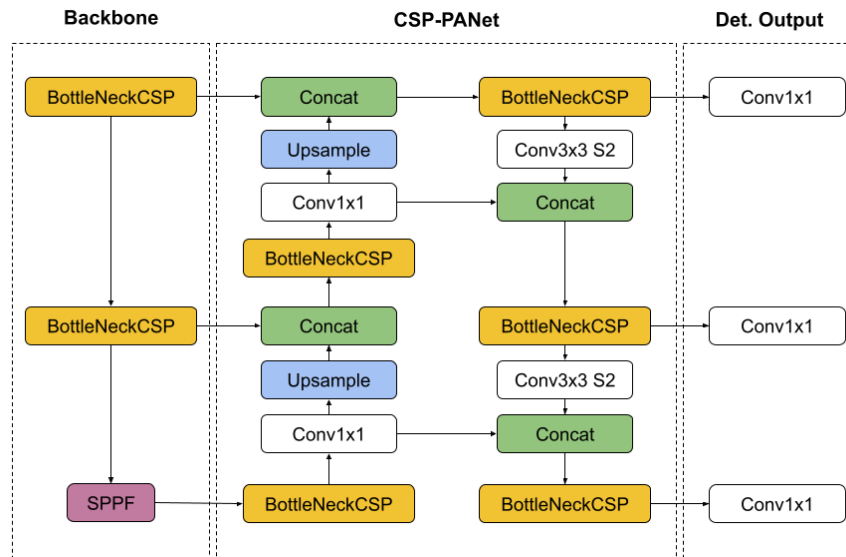 Backbone
CSP-PANet
Det. Output
BottleNeckCSP
Concat
BottleNeckCSP
Conv1x1
Upsample
Conv3x3 S2
Conv1x1
Concat
BottleNeckCSP
BottleNeckCSP
Concat
BottleNeckCSP
Conv1x1
Upsample
Conv3x3 S2
Conv1x1
Concat
SPPF
BottleNeckCSP
BottleNeckCSP
Conv1x1